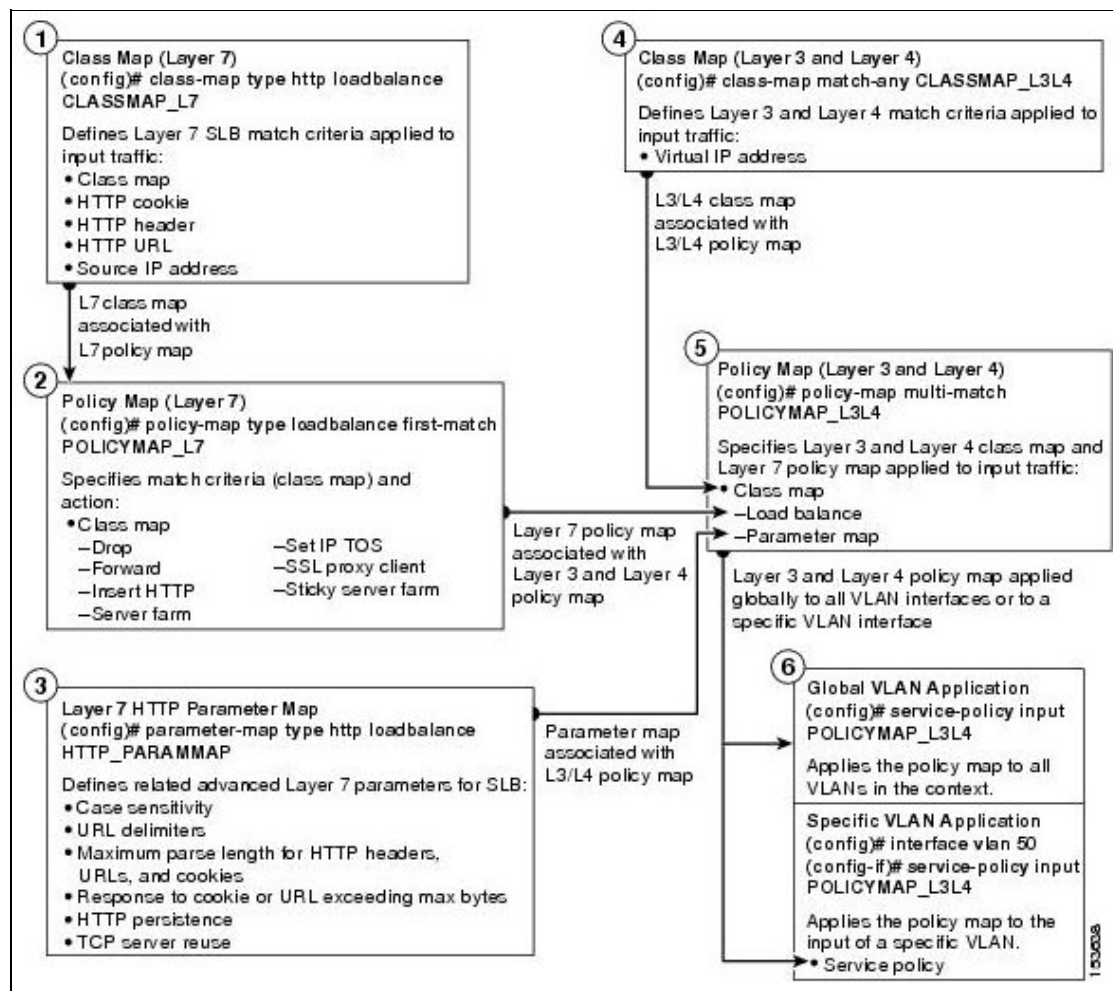 1
Class Map (Layer 7)
(config)# class-map type http loadbalance
CLASSMAP_L7
Defines Layer 7 SLB match criteria applied to
input traffic:
• Class map
• HTTP cookie
• HTTP header
• HTTP URL
• Source IP address
L7 class map
associated with
L7 policy map
2
Policy Map (Layer 7)
(config)# policy-map type loadbalance first-match
POLICYMAP_L7
Specifies match criteria (class map) and
action:
• Class map
–Drop
–Forward
–Insert HTTP
–Server farm
–Set IP TOS
–SSL proxy client
–Sticky server farm
Layer 7 policy map
associated with
Layer 3 and Layer 4
policy map
3
Layer 7 HTTP Parameter Map
(config)# parameter-map type http loadbalance
HTTP_PARAMMAP
Defines related advanced Layer 7 parameters for SLB:
• Case sensitivity
• URL delimiters
• Maximum parse length for HTTP headers,
URLs, and cookies
• Response to cookie or URL exceeding max bytes
• HTTP persistence
• TCP server reuse
Parameter map
associated with
L3/L4 policy map
4
Class Map (Layer 3 and Layer 4)
(config)# class-map match-any CLASSMAP_L3L4
Defines Layer 3 and Layer 4 match criteria applied to
input traffic:
• Virtual IP address
L3/L4 class map
associated with
L3/L4 policy map
5
Policy Map (Layer 3 and Layer 4)
(config)# policy-map multi-match
POLICYMAP_L3L4
Specifies Layer 3 and Layer 4 class map and
Layer 7 policy map applied to input traffic:
• Class map
–Load balance
–Parameter map
Layer 3 and Layer 4 policy map applied
globally to all VLAN interfaces or to a
specific VLAN interface
6
Global VLAN Application
(config)# service-policy input
POLICYMAP_L3L4
Applies the policy map to all
VLANs in the context.
Specific VLAN Application
(config)# interface vlan 50
(config-if)# service-policy input
POLICYMAP_L3L4
Applies the policy map to the
input of a specific VLAN.
• Service policy